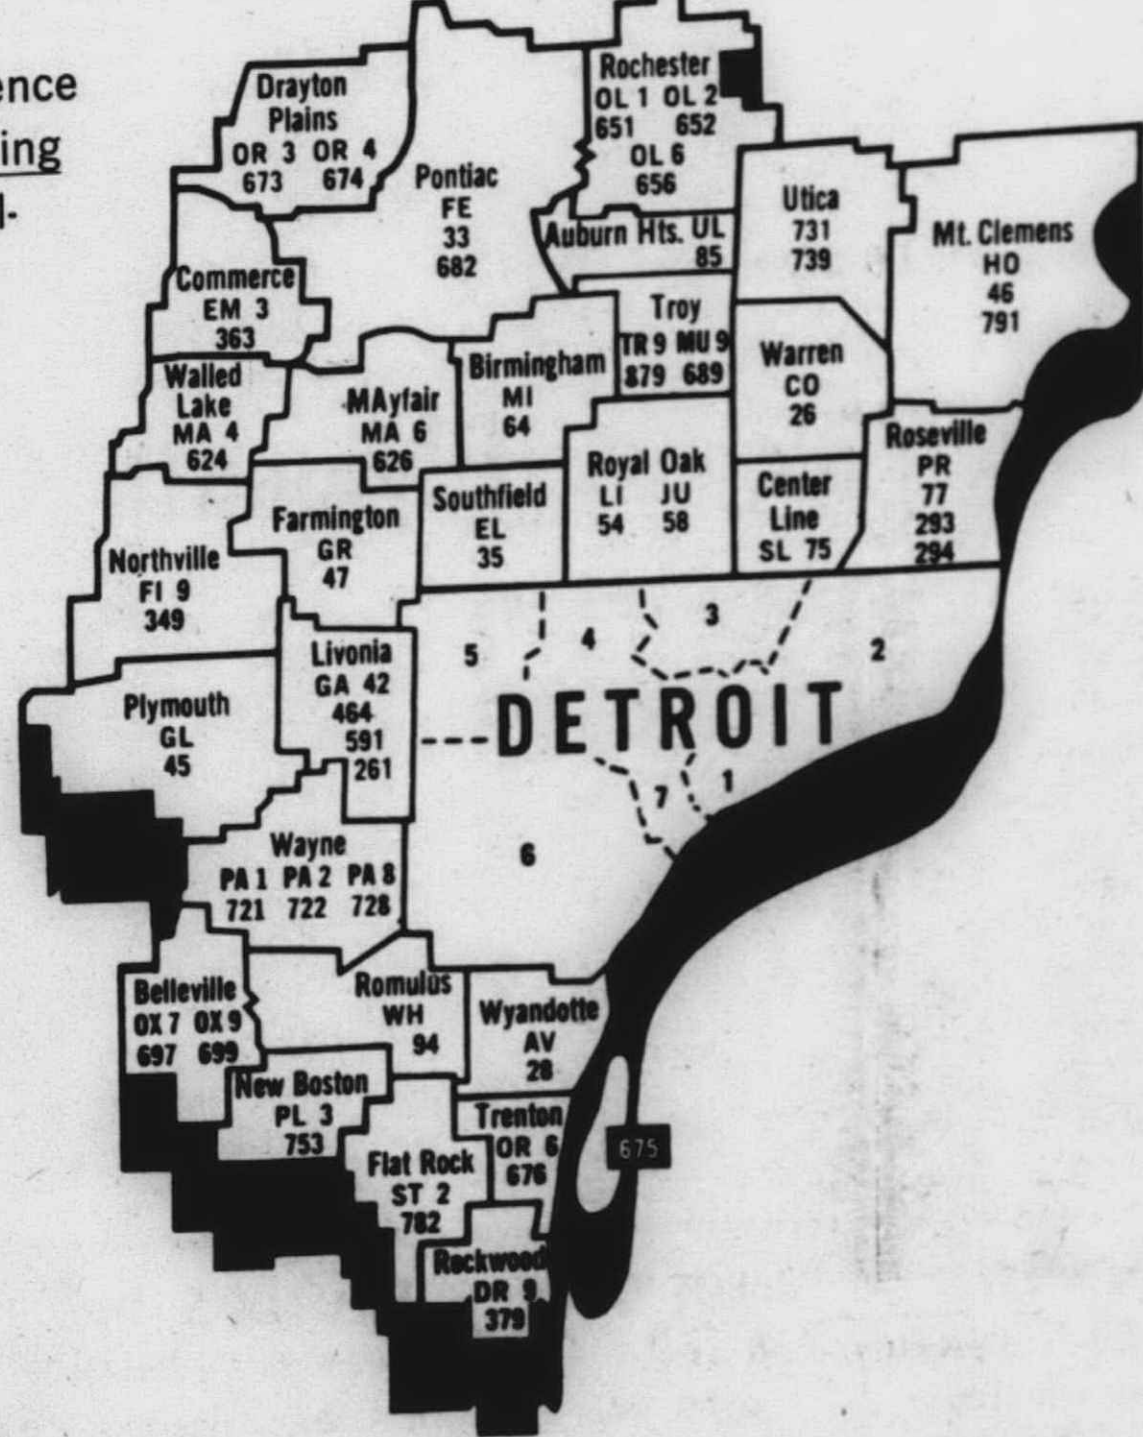 ence
ing
l-
Drayton
Plains
OR 3 OR 4
673 674
Pontiac
FE
33
682
Rochester
OL 1 OL 2
651 652
OL 6
656
Auburn Hts. UL
85
Utica
731
739
Mt. Clemens
HO
46
791
Commerce
EM 3
363
Troy
TR 9 MU 9
879 689
Warren
CO
26
Walled
Lake
MA 4
624
MAyfair
MA 6
626
Birmingham
MI
64
Royal Oak
LI JU
54 58
Center
Line
SL 75
Roseville
PR
77
293
294
Southfield
EL
35
Farmington
GR
47
Northville
FI 9
349
Livonia
GA 42
464
591
261
Plymouth
GL
45
5
4
3
2
DETROIT
7
1
6
Wayne
PA 1 PA 2 PA 8
721 722 728
Belleville
OX 7 OX 9
697 699
Romulus
WH
94
Wyandotte
AV
28
New Boston
PL 3
753
Trenton
OR 6
676
675
Flat Rock
ST 2
782
Rockwood
DR 9
379